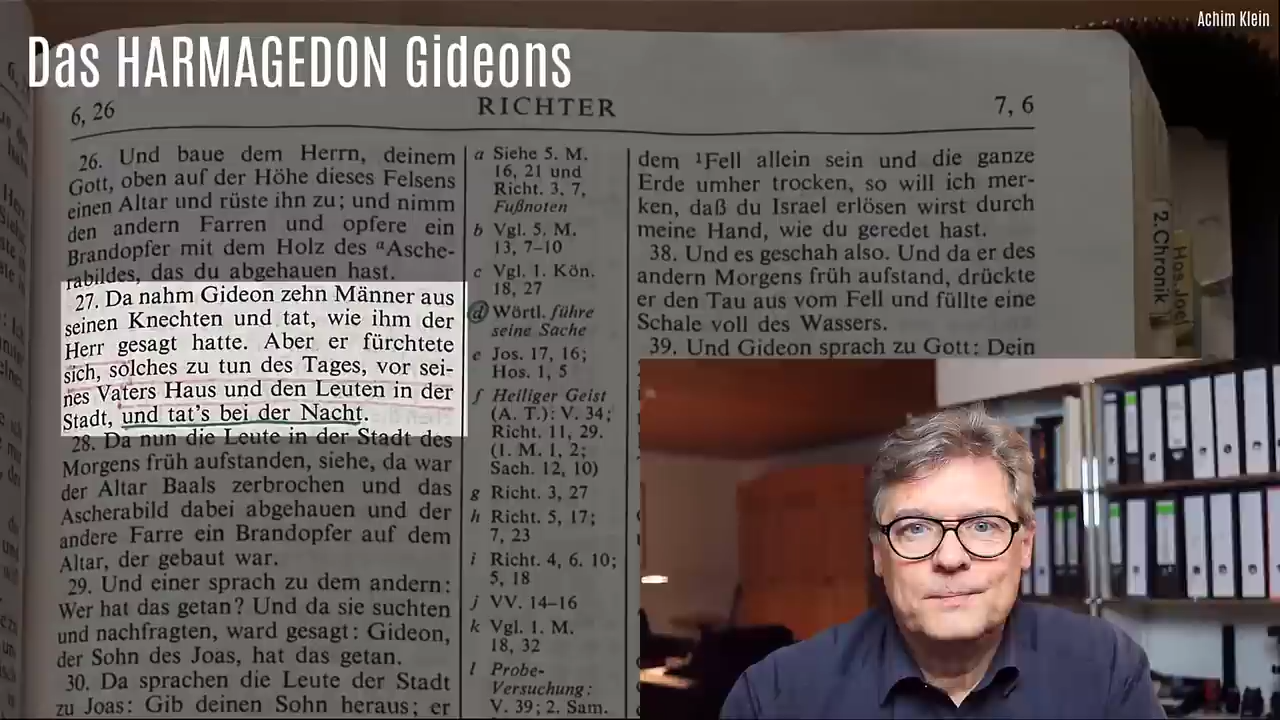 Achim Klein
Das HARMAGEDON Gideons
6, 26
RICHTER
7, 6
26. Und baue dem Herrn, deinem
Gott, oben auf der Höhe dieses Felsens
einen Altar und rüste ihn zu; und nimm
den andern Farren und opfere ein
Brandopfer mit dem Holz des aAsche-
rabildes, das du abgehauen hast.
27. Da nahm Gideon zehn Männer aus
seinen Knechten und tat, wie ihm der
Herr gesagt hatte. Aber er fürchtete
sich, solches zu tun des Tages, vor sei-
nes Vaters Haus und den Leuten in der
Stadt, und tat's bei der Nacht.
28. Da nun die Leute in der Stadt des
Morgens früh aufstanden, siehe, da war
der Altar Baals zerbrochen und das
Ascherabild dabei abgehauen und der
andere Farre ein Brandopfer auf dem
Altar, der gebaut war.
29. Und einer sprach zu dem andern:
Wer hat das getan? Und da sie suchten
und nachfragten, ward gesagt: Gideon,
der Sohn des Joas, hat das getan.
30. Da sprachen die Leute der Stadt
zu Joas: Gib deinen Sohn heraus; er
a Siehe 5. M.
16, 21 und
Richt. 3, 7,
Fußnoten
b Vgl. 5. M.
13, 7–10
c Vgl. 1. Kön.
18, 27
d Wörtl. führe
seine Sache
e Jos. 17, 16;
Hos. 1, 5
f Heiliger Geist
(A. T.): V. 34;
Richt. 11, 29.
(1. M. 1, 2;
Sach. 12, 10)
g Richt. 3, 27
h Richt. 5, 17;
7, 23
i Richt. 4, 6. 10;
5, 18
j VV. 14–16
k Vgl. 1. M.
18, 32
l Probe-
Versuchung:
V. 39; 2. Sam.
dem 1Fell allein sein und die ganze
Erde umher trocken, so will ich mer-
ken, daß du Israel erlösen wirst durch
meine Hand, wie du geredet hast.
38. Und es geschah also. Und da er des
andern Morgens früh aufstand, drückte
er den Tau aus vom Fell und füllte eine
Schale voll des Wassers.
39. Und Gideon sprach zu Gott: Dein
2. Chronik
Hos. Joel